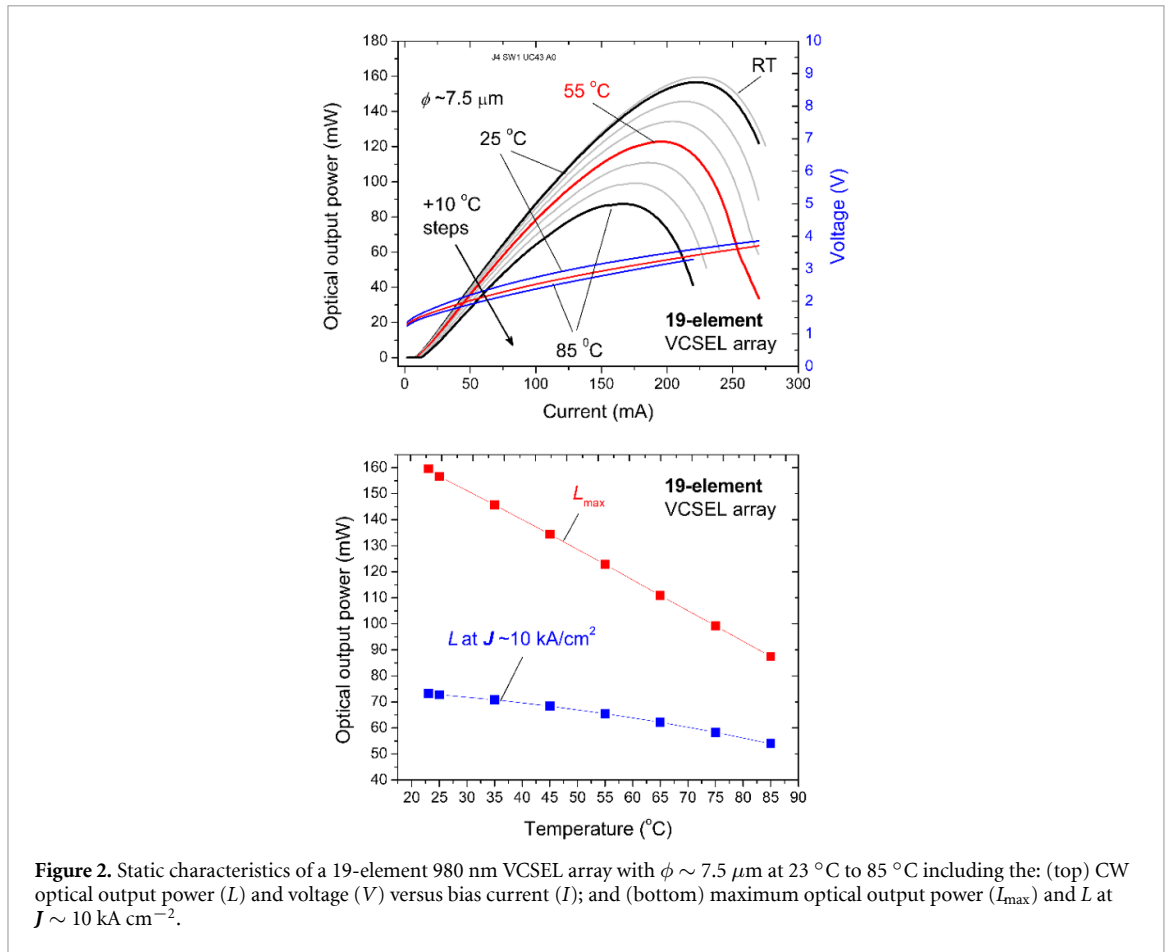 180
160
140
120
100
80
60
40
20
0
Optical output power (mW)
J4 SW1 UC43 A0
ϕ ~7.5 μm
25 °C
55 °C
RT
+10 °C
steps
85 °C
19-element
VCSEL array
10
9
8
7
6
5
4
3
2
1
0
Voltage (V)
0 50 100 150 200 250 300
Current (mA)
160
150
140
130
120
110
100
90
80
70
60
50
40
Optical output power (mW)
Lmax
19-element
VCSEL array
L at J ~10 kA/cm²
20 25 30 35 40 45 50 55 60 65 70 75 80 85 90
Temperature (°C)
Figure 2. Static characteristics of a 19-element 980 nm VCSEL array with ϕ ∼ 7.5 μm at 23 °C to 85 °C including the: (top) CW
optical output power (L) and voltage (V) versus bias current (I); and (bottom) maximum optical output power (Lmax) and L at
J ∼ 10 kA cm−2.